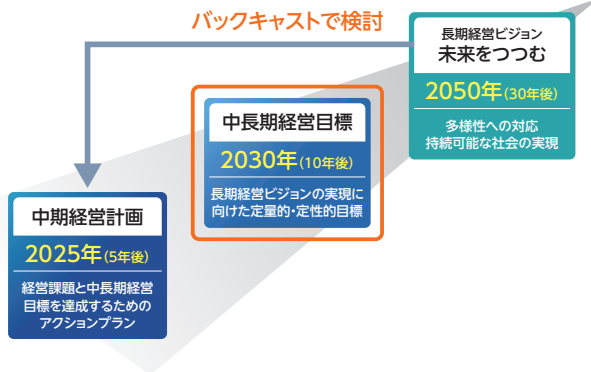 バックキャストで検討
長期経営ビジョン
未来をつつむ
2050年(30年後)
多様性への対応
持続可能な社会の実現
中長期経営目標
2030年(10年後)
長期経営ビジョンの実現に
向けた定量的・定性的目標
中期経営計画
2025年(5年後)
経営課題と中長期経営
目標を達成するための
アクションプラン